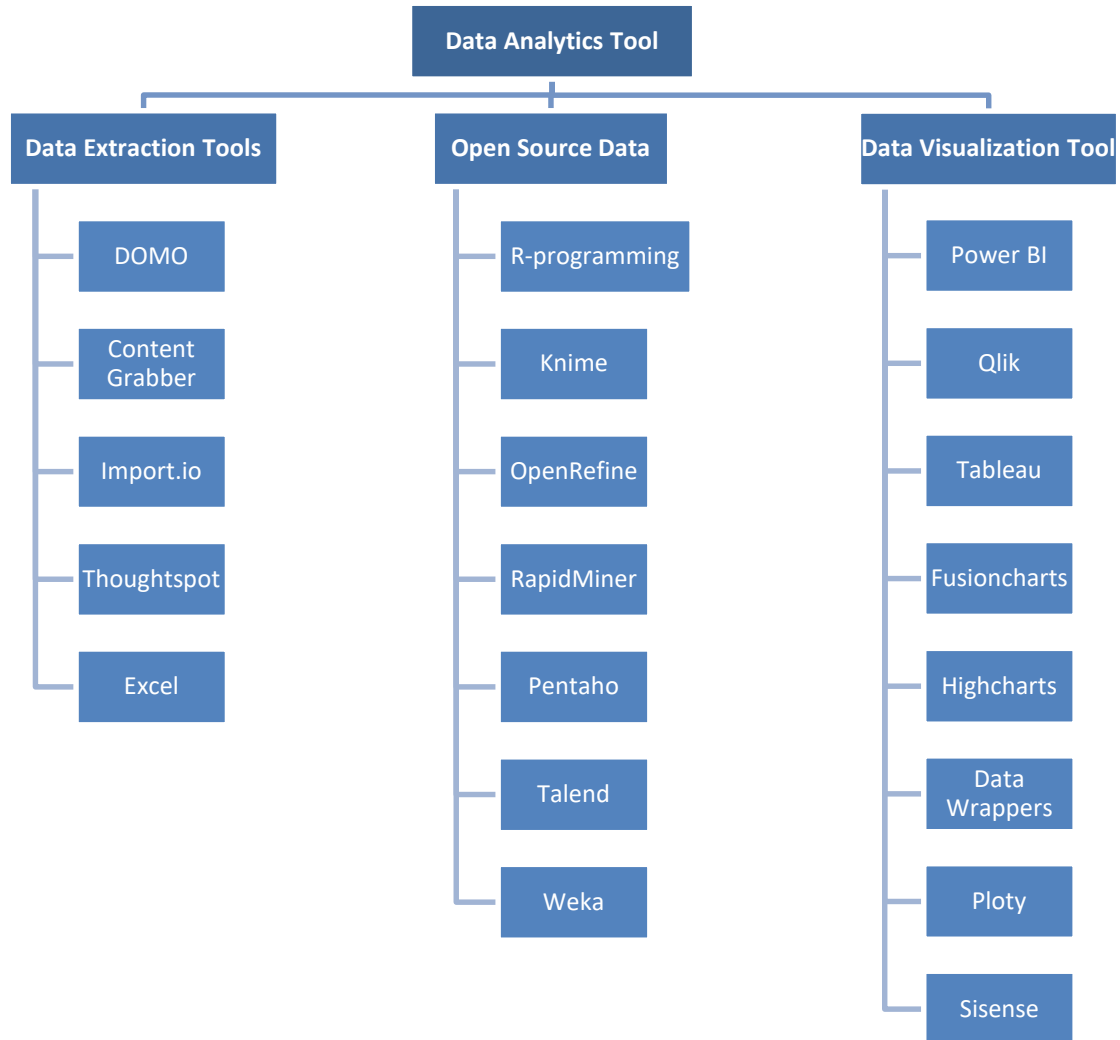 Data Analytics Tool
Data Extraction Tools
DOMO
Content
Grabber
Import.io
Thoughtspot
Excel
Open Source Data
R-programming
Knime
OpenRefine
RapidMiner
Pentaho
Talend
Weka
Data Visualization Tool
Power BI
Qlik
Tableau
Fusioncharts
Highcharts
Data
Wrappers
Ploty
Sisense